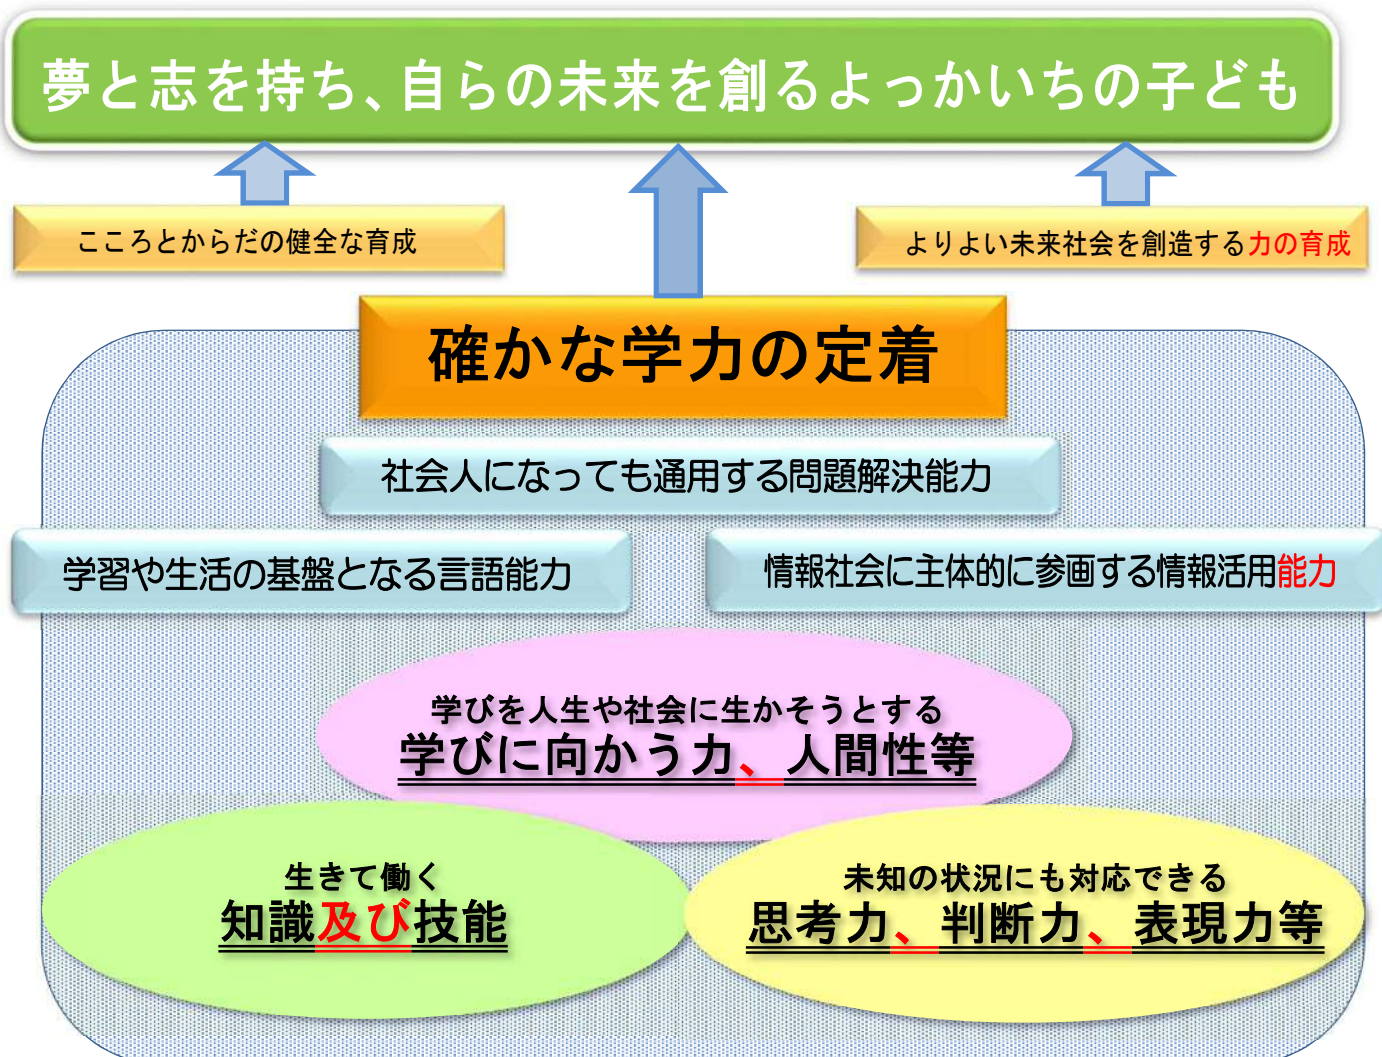 夢と志を持ち、自らの未来を創るよっかいちの子ども
こころとからだの健全な育成
よりよい未来社会を創造する力の育成
確かな学力の定着
社会人になっても通用する問題解決能力
学習や生活の基盤となる言語能力
情報社会に主体的に参画する情報活用能力
学びを人生や社会に生かそうとする
学びに向かう力、人間性等
生きて働く
知識及び技能
未知の状況にも対応できる
思考力、判断力、表現力等